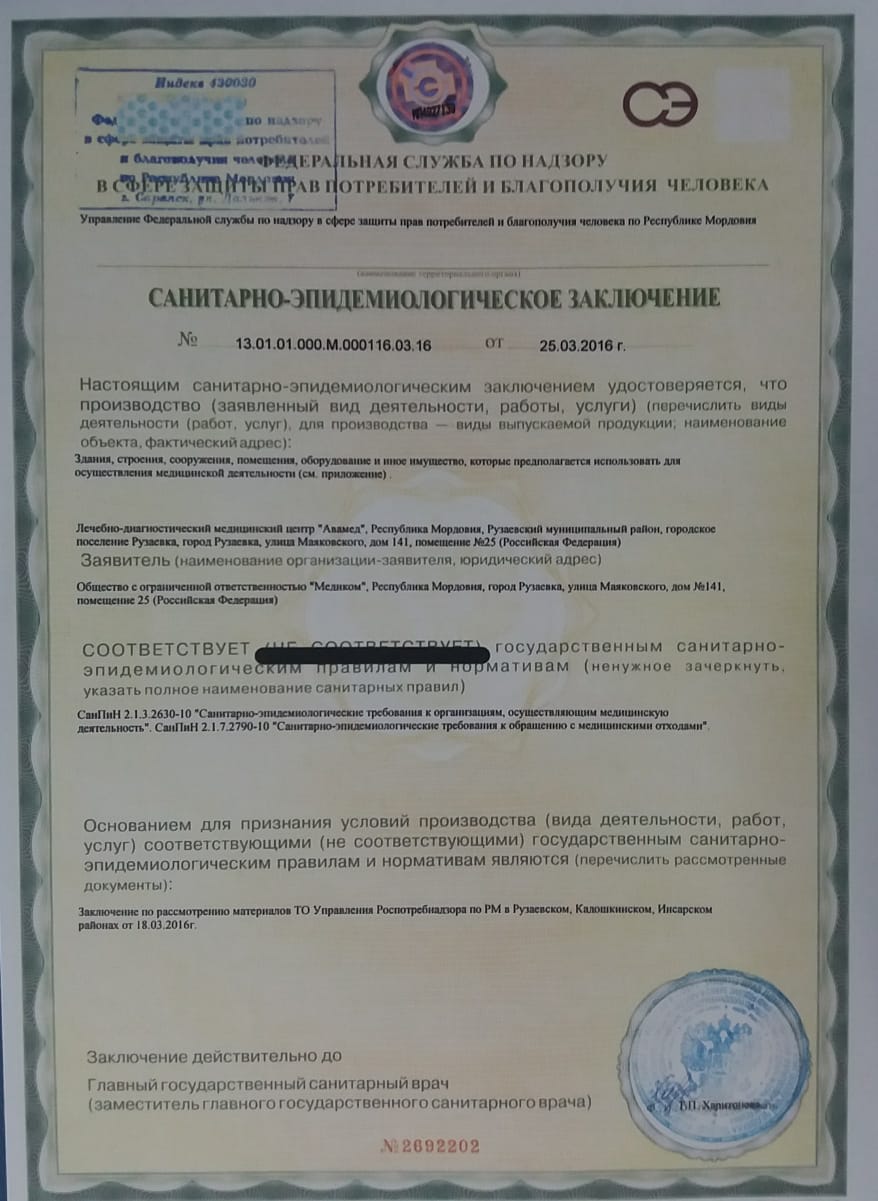 Индекс 430030
по надзору
в сфере защиты прав потребителей
и благополучия человека
по Республике Мордовия
г. Саранск, ул. Дальняя, 7
СЭ
ФЕДЕРАЛЬНАЯ СЛУЖБА ПО НАДЗОРУ
В СФЕРЕ ЗАЩИТЫ ПРАВ ПОТРЕБИТЕЛЕЙ И БЛАГОПОЛУЧИЯ ЧЕЛОВЕКА
Управление Федеральной службы по надзору в сфере защиты прав потребителей и благополучия человека по Республике Мордовия
(наименование территориального органа)
САНИТАРНО-ЭПИДЕМИОЛОГИЧЕСКОЕ ЗАКЛЮЧЕНИЕ
№ 13.01.01.000.М.000116.03.16 ОТ 25.03.2016 г.
Настоящим санитарно-эпидемиологическим заключением удостоверяется, что
производство (заявленный вид деятельности, работы, услуги) (перечислить виды
деятельности (работ, услуг), для производства — виды выпускаемой продукции; наименование
объекта, фактический адрес):
Здания, строения, сооружения, помещения, оборудование и иное имущество, которые предполагается использовать для
осуществления медицинской деятельности (см. приложение) .
Лечебно-диагностический медицинский центр "Авамед", Республика Мордовия, Рузаевский муниципальный район, городское
поселение Рузаевка, город Рузаевка, улица Маяковского, дом 141, помещение №25 (Российская Федерация)
Заявитель (наименование организации-заявителя, юридический адрес)
Общество с ограниченной ответственностью "Медиком", Республика Мордовия, город Рузаевка, улица Маяковского, дом №141,
помещение 25 (Российская Федерация)
СООТВЕТСТВУЕТ (НЕ СООТВЕТСТВУЕТ) государственным санитарно-
эпидемиологическим правилам и нормативам (ненужное зачеркнуть,
указать полное наименование санитарных правил)
СанПиН 2.1.3.2630-10 "Санитарно-эпидемиологические требования к организациям, осуществляющим медицинскую
деятельность". СанПиН 2.1.7.2790-10 "Санитарно-эпидемиологические требования к обращению с медицинскими отходами".
Основанием для признания условий производства (вида деятельности, работ,
услуг) соответствующими (не соответствующими) государственным санитарно-
эпидемиологическим правилам и нормативам являются (перечислить рассмотренные
документы):
Заключение по рассмотрению материалов ТО Управления Роспотребнадзора по РМ в Рузаевском, Кадошкинском, Инсарском
районах от 18.03.2016г.
Заключение действительно до
Главный государственный санитарный врач
(заместитель главного государственного санитарного врача)
Харитонова
№2692202